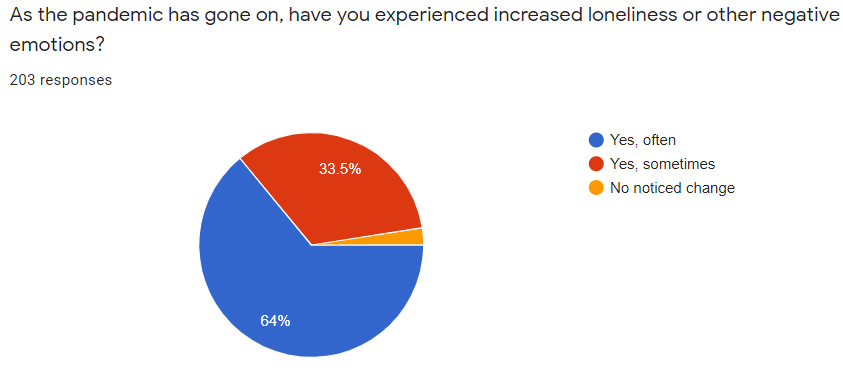 As the pandemic has gone on, have you experienced increased loneliness or other negative
emotions?
203 responses
33.5%
64%
Yes, often
Yes, sometimes
No noticed change